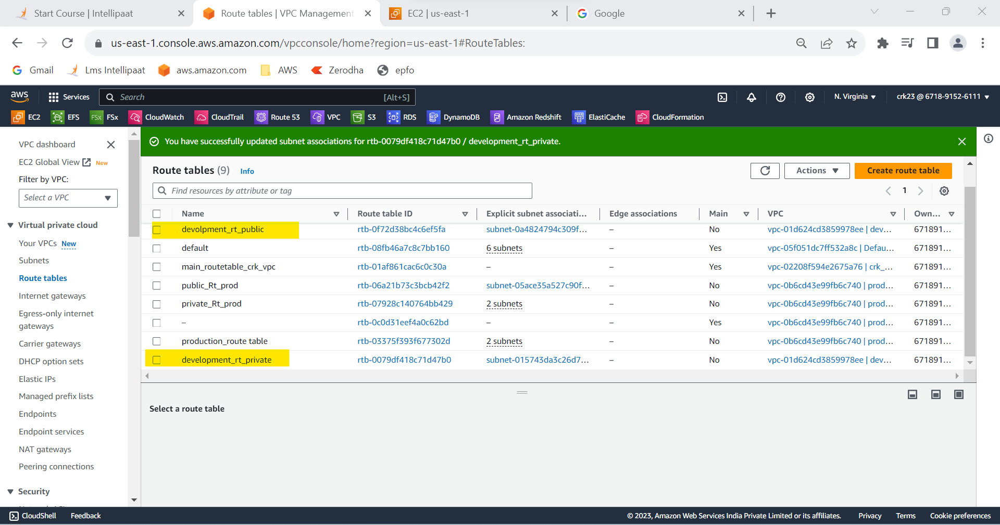 Start Course | Intellipaat
Route tables | VPC Management
EC2 | us-east-1
Google
us-east-1.console.aws.amazon.com/vpcconsole/home?region=us-east-1#RouteTables:
Gmail
Lms Intellipaat
aws.amazon.com
AWS
Zerodha
epfo
aws
Services
Search
[Alt+S]
N. Virginia
crk23 @ 6718-9152-6111
EC2
EFS
FSx
FSx
CloudWatch
CloudTrail
Route 53
VPC
S3
RDS
DynamoDB
Amazon Redshift
ElastiCache
CloudFormation
You have successfully updated subnet associations for rtb-0079df418c71d47b0 / development_rt_private.
VPC dashboard
EC2 Global View New
Filter by VPC:
Select a VPC
Virtual private cloud
Your VPCs New
Subnets
Route tables
Internet gateways
Egress-only internet
gateways
Carrier gateways
DHCP option sets
Elastic IPs
Managed prefix lists
Endpoints
Endpoint services
NAT gateways
Peering connections
Security
Route tables (9) Info
Actions
Create route table
Find resources by attribute or tag
1
Name Route table ID Explicit subnet associati... Edge associations Main VPC Own...
devolpment_rt_public rtb-0f72d38bc4c6ef5fa subnet-0a4824794c309f... – No vpc-01d624cd3859978ee | dev... 671891...
default rtb-08fb46a7c8c7bb160 6 subnets – Yes vpc-05f051dc7ff532a8c | Defau... 671891...
main_routetable_crk_vpc rtb-01af861cac6c0c30a – – Yes vpc-02208f594e2675a76 | crk_... 671891...
public_Rt_prod rtb-06a21b73c3bcb42f2 subnet-05ace35a527c90f... – No vpc-0b6cd43e99fb6c740 | prod... 671891...
private_Rt_prod rtb-07928c140764bb429 2 subnets – No vpc-0b6cd43e99fb6c740 | prod... 671891...
– rtb-0c0d31eef4a0c62bd – – Yes vpc-0b6cd43e99fb6c740 | prod... 671891...
production_route table rtb-03375f393f677302d 2 subnets – No vpc-0b6cd43e99fb6c740 | prod... 671891...
development_rt_private rtb-0079df418c71d47b0 subnet-015743da3c26d7... – No vpc-01d624cd3859978ee | dev... 671891...
Select a route table
CloudShell
Feedback
© 2023, Amazon Web Services India Private Limited or its affiliates.
Privacy
Terms
Cookie preferences